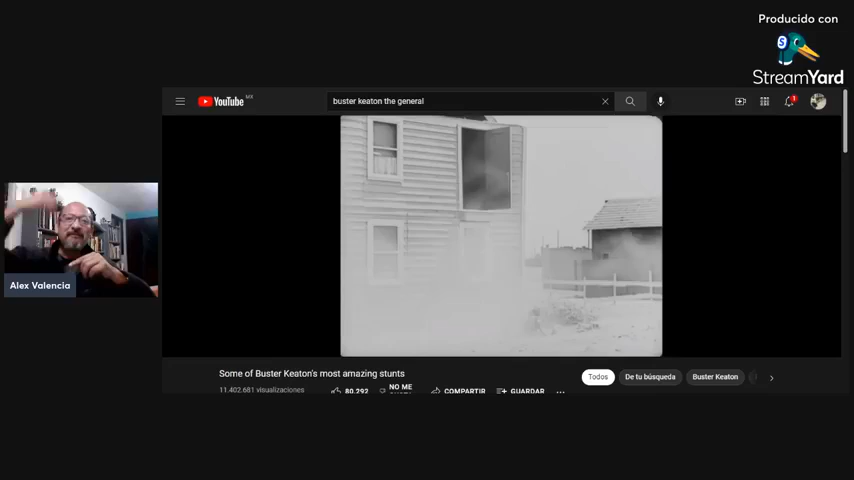 Producido con
StreamYard
YouTube MX
buster keaton the general
1
Alex Valencia
Some of Buster Keaton's most amazing stunts
Todos
De tu búsqueda
Buster Keaton
11,402,681 visualizaciones
80,292
NO ME
COMPARTIR
GUARDAR